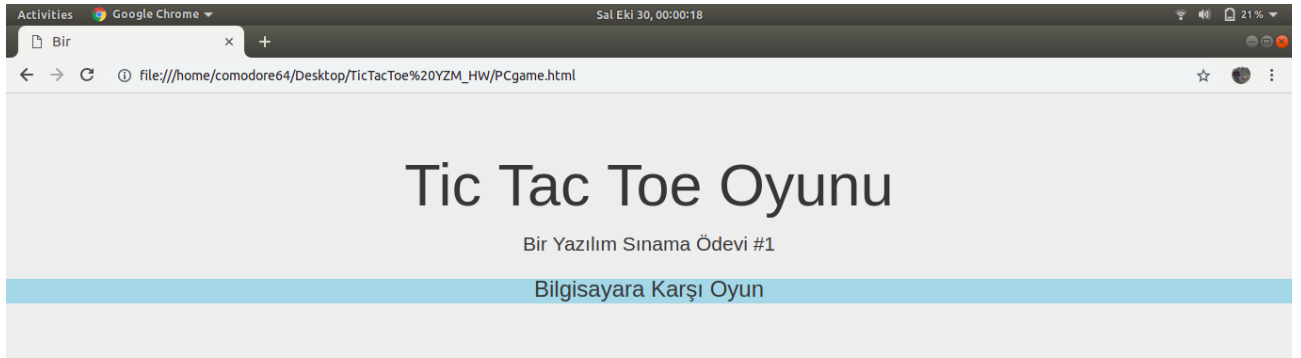 Activities Google Chrome Sal Eki 30, 00:00:18 21 %
Bir
file:///home/comodore64/Desktop/TicTacToe%20YZM_HW/PCgame.html
Tic Tac Toe Oyunu
Bir Yazılım Sınama Ödevi #1
Bilgisayara Karşı Oyun